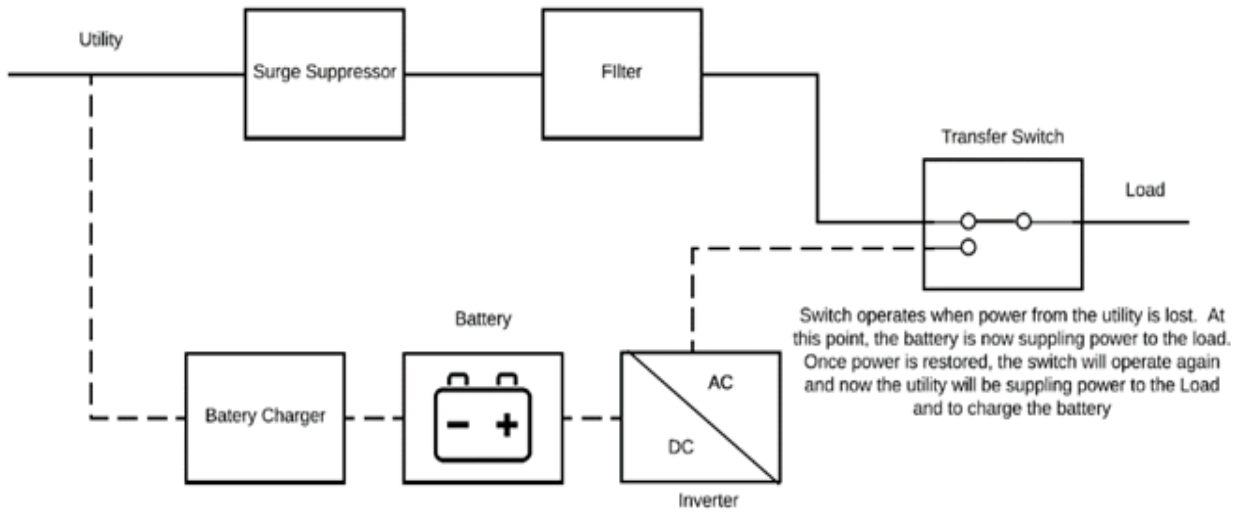 Utility
Surge Suppressor
FIlter
Transfer Switch
Load
Switch operates when power from the utility is lost. At
this point, the battery is now suppling power to the load.
Once power is restored, the switch will operate again
and now the utility will be suppling power to the Load
and to charge the battery
Battery
Batery Charger
AC
DC
Inverter